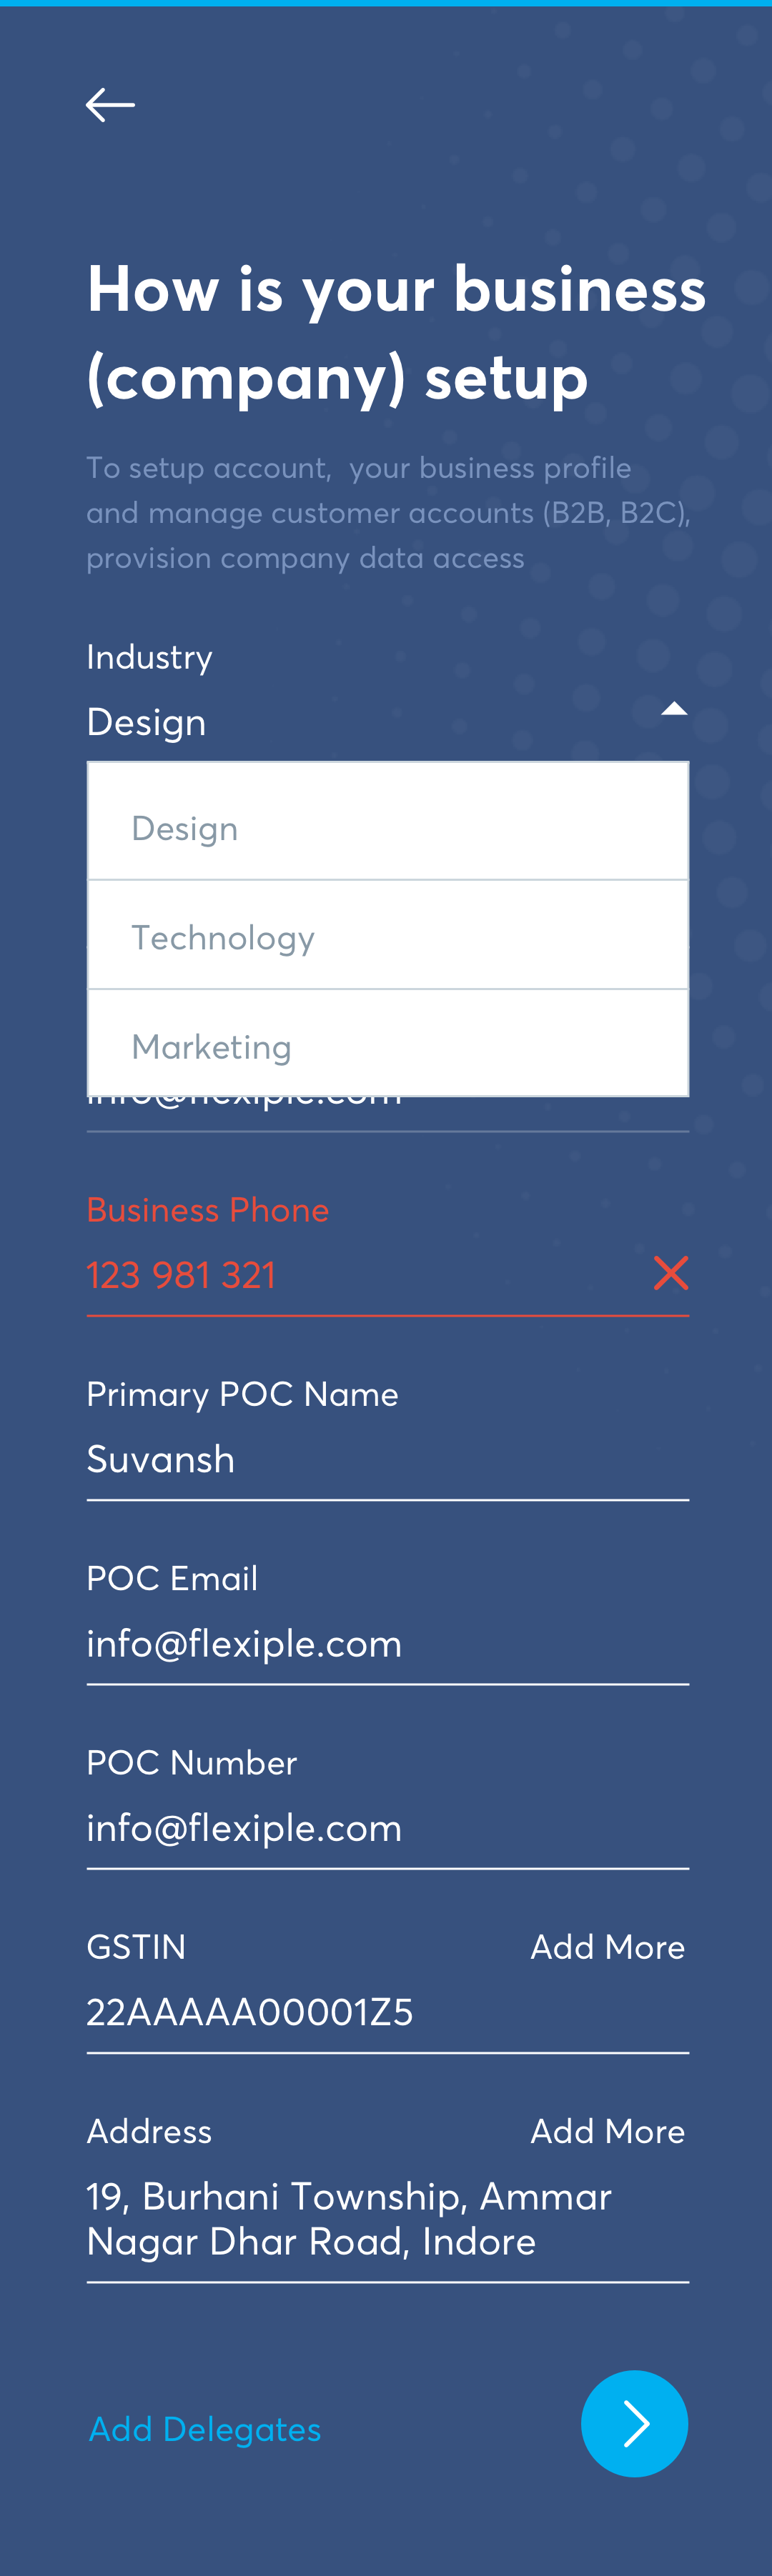 How is your business
(company) setup
To setup account,  your business profile
and manage customer accounts (B2B, B2C),
provision company data access
Industry
Design
Design
Technology
Marketing
info@flexiple.com
Business Phone
123 981 321
Primary POC Name
Suvansh
POC Email
info@flexiple.com
POC Number
info@flexiple.com
GSTIN Add More
22AAAAA00001Z5
Address Add More
19, Burhani Township, Ammar
Nagar Dhar Road, Indore
Add Delegates